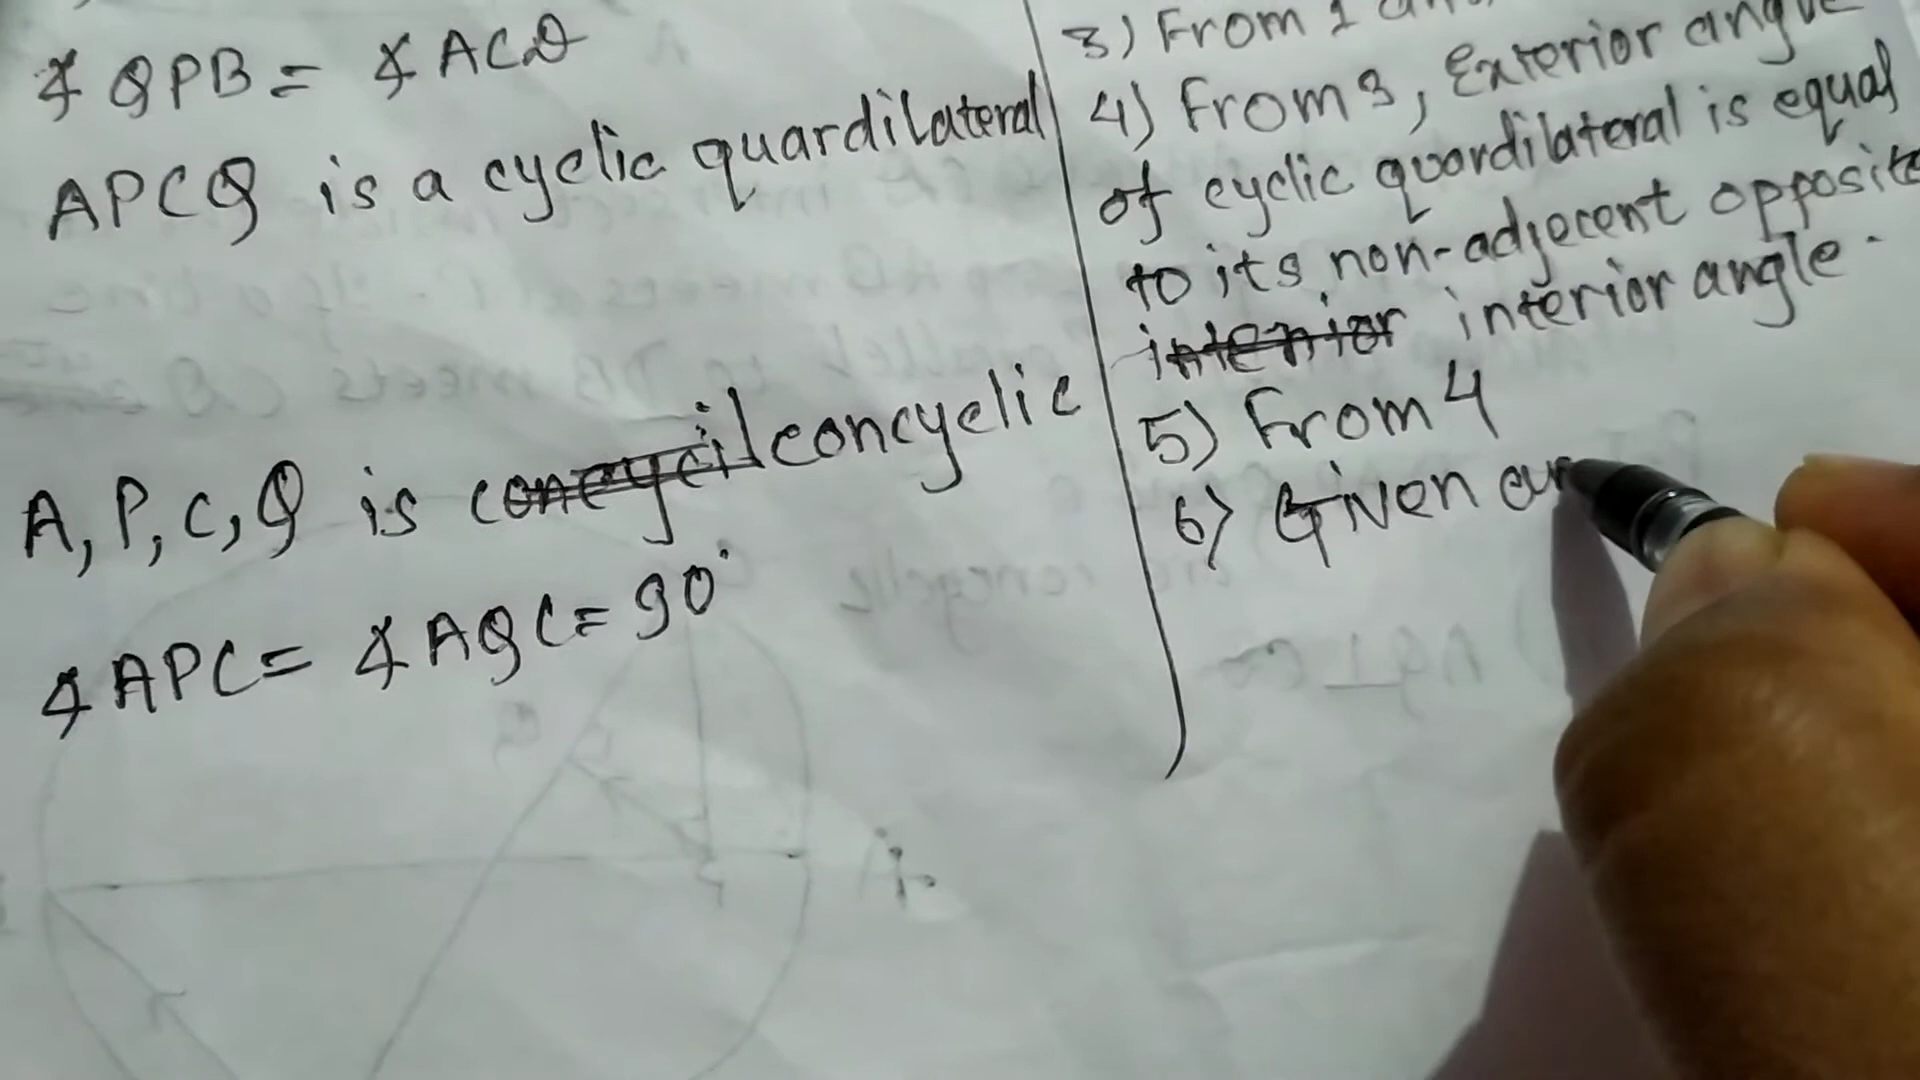 ∡ QPB = ∡ ACQ
APCQ is a cyclic quardilateral
A, P, C, Q is concyclic
∡ APC = ∡ AQC = 90°
3) From 1
4) From 3, Exterior angle
of cyclic quardilateral is equal
to its non-adjecent opposite
interior interior angle.
5) From 4
6) Given